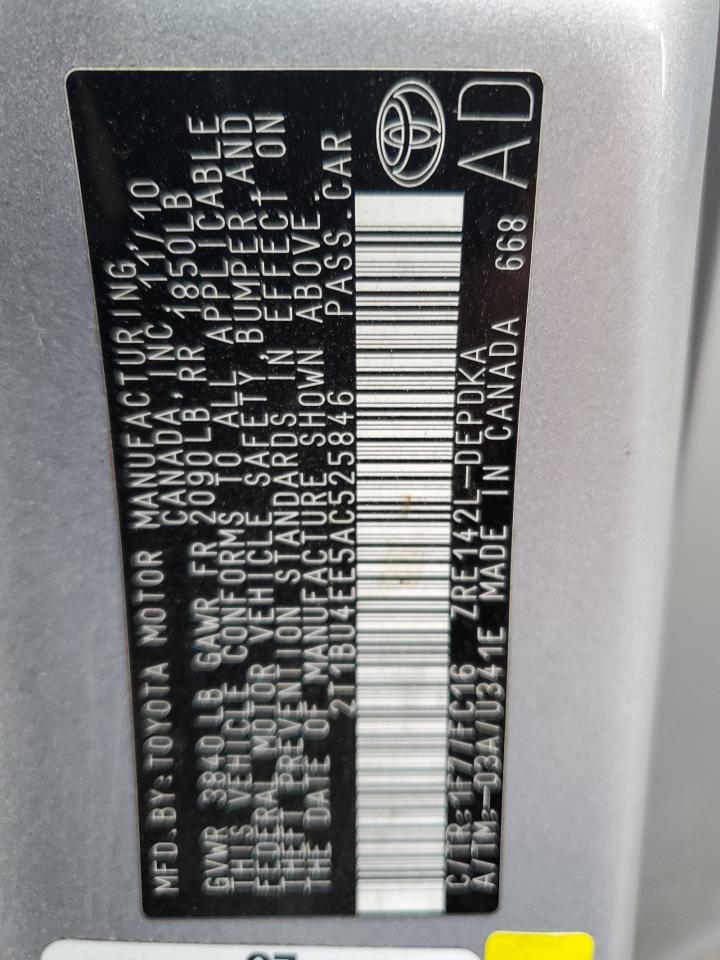 MFD.BY:TOYOTA MOTOR MANUFACTURING,
CANADA, INC. 11/10
GVWR 3840 LB GAWR FR 2090LB, RR 1850LB
THIS VEHICLE CONFORMS TO ALL APPLICABLE
FEDERAL MOTOR VEHICLE SAFETY, BUMPER, AND
THEFT PREVENTION STANDARDS IN EFFECT ON
THE DATE OF MANUFACTURE SHOWN ABOVE.
2T1BU4EE5AC525846 PASS.CAR
C/TR:1F7/FC16 ZRE142L-DEPDKA
A/TM:-03A/U341E MADE IN CANADA 668 AD